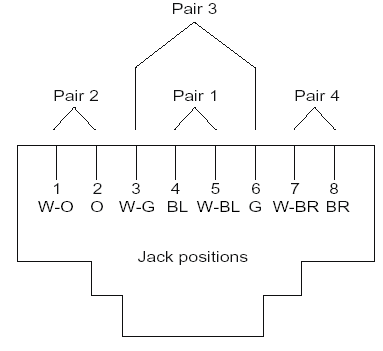 Pair 3
Pair 2 Pair 1 Pair 4
1 2 3 4 5 6 7 8
W-O O W-G BL W-BL G W-BR BR
Jack positions